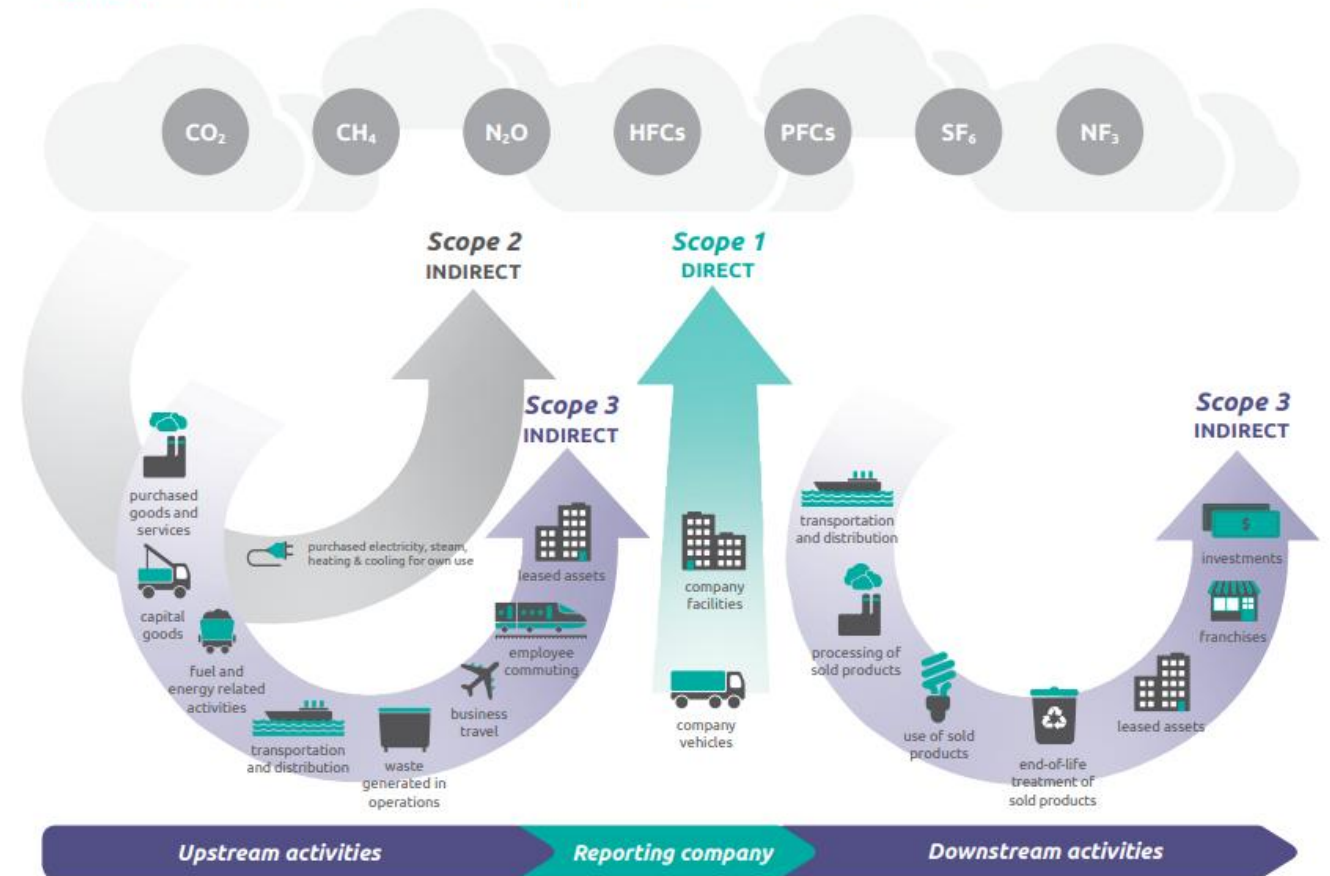 CO₂ CH₄ N₂O HFCs PFCs SF₆ NF₃
Scope 2
INDIRECT
Scope 1
DIRECT
Scope 3
INDIRECT
Scope 3
INDIRECT
purchased
goods and
services
capital
goods
fuel and
energy related
activities
transportation
and distribution
waste
generated in
operations
business
travel
employee
commuting
leased assets
purchased electricity, steam,
heating & cooling for own use
company
facilities
company
vehicles
transportation
and distribution
processing of
sold products
use of sold
products
end-of-life
treatment of
sold products
leased assets
franchises
$
investments
Upstream activities
Reporting company
Downstream activities